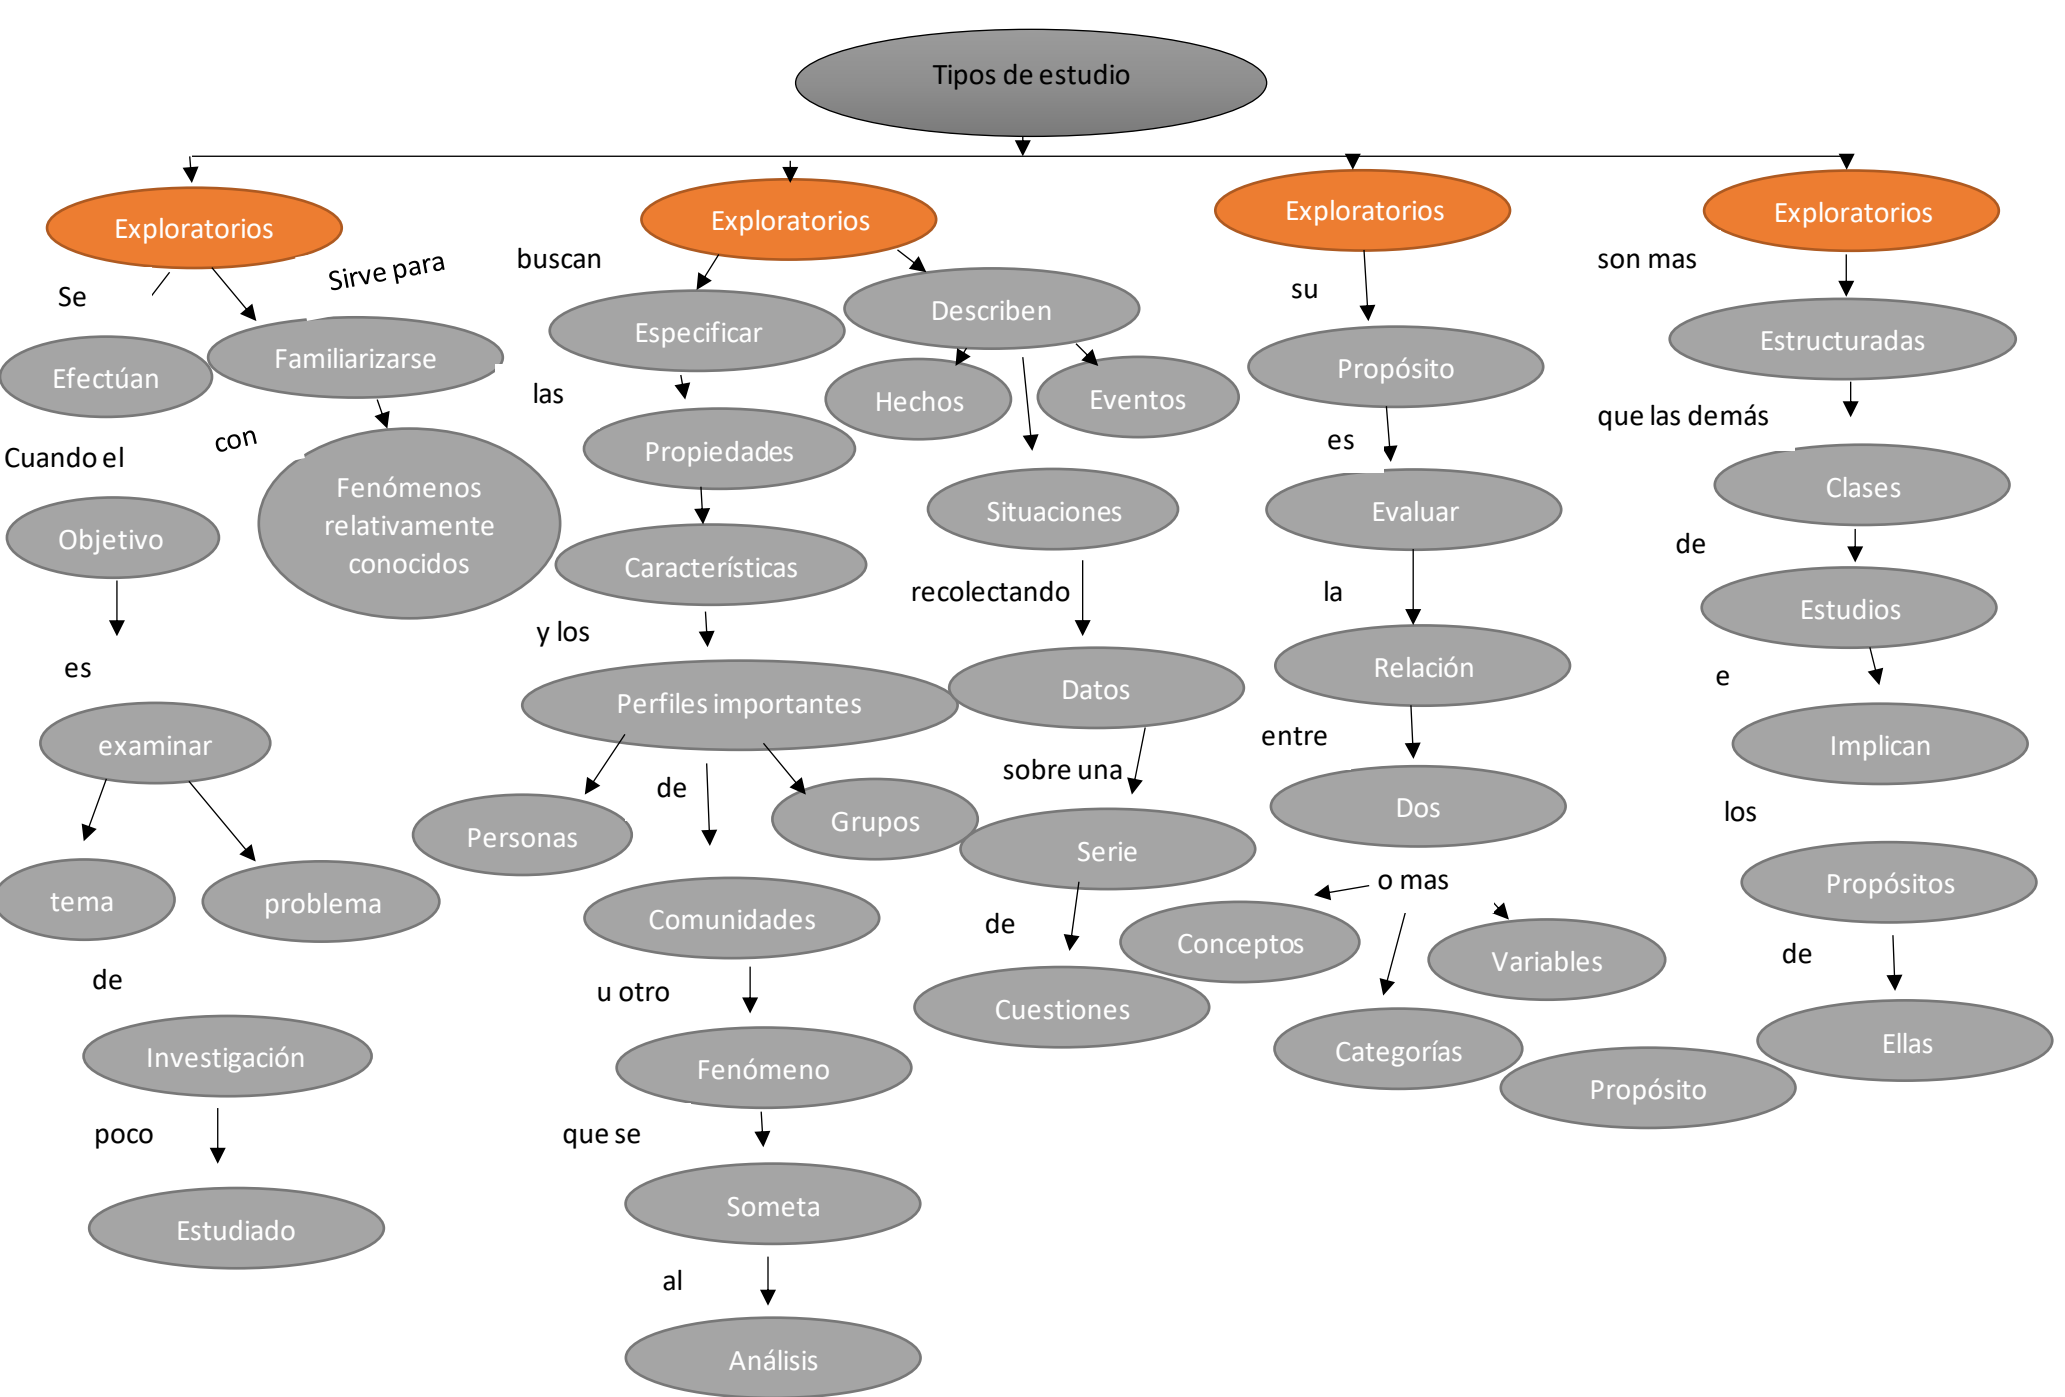 Tipos de estudio
Exploratorios
Se
Efectúan
Cuando el
Objetivo
es
examinar
tema
problema
de
Investigación
poco
Estudiado
Sirve para
Familiarizarse
con
Fenómenos
relativamente
conocidos
Exploratorios
buscan
Especificar
las
Propiedades
Características
y los
Perfiles importantes
de
Personas
Grupos
Comunidades
u otro
Fenómeno
que se
Someta
al
Análisis
Describen
Hechos
Eventos
Situaciones
recolectando
Datos
sobre una
Serie
de
Cuestiones
Exploratorios
su
Propósito
es
Evaluar
la
Relación
entre
Dos
o mas
Conceptos
Variables
Categorías
Propósito
Exploratorios
son mas
Estructuradas
que las demás
Clases
de
Estudios
e
Implican
los
Propósitos
de
Ellas